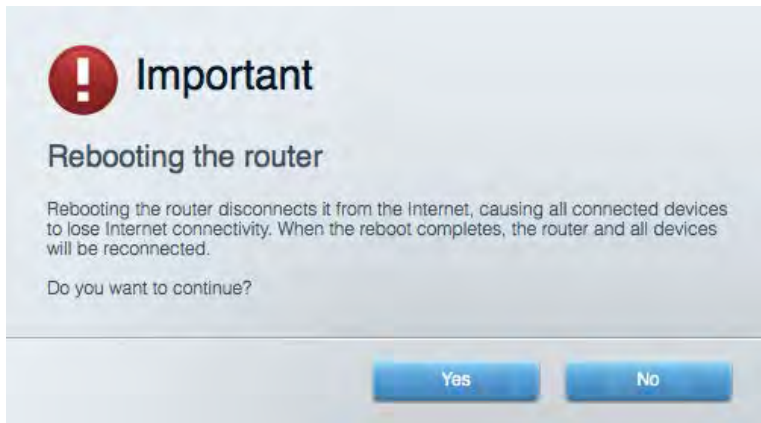 Important
Rebooting the router
Rebooting the router disconnects it from the Internet, causing all connected devices
to lose Internet connectivity. When the reboot completes, the router and all devices
will be reconnected.
Do you want to continue?
Yes No